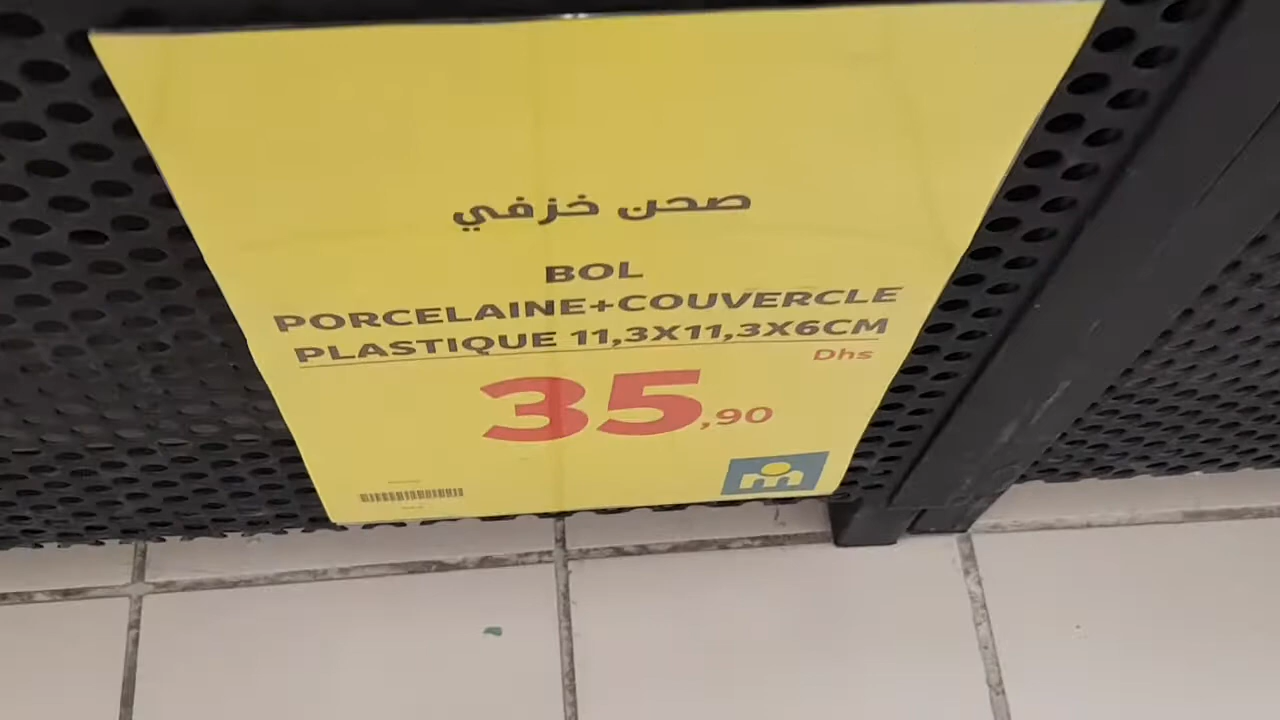 صحن خزفي
BOL
PORCELAINE+COUVERCLE
PLASTIQUE 11,3X11,3X6CM
Dhs
35,90
m